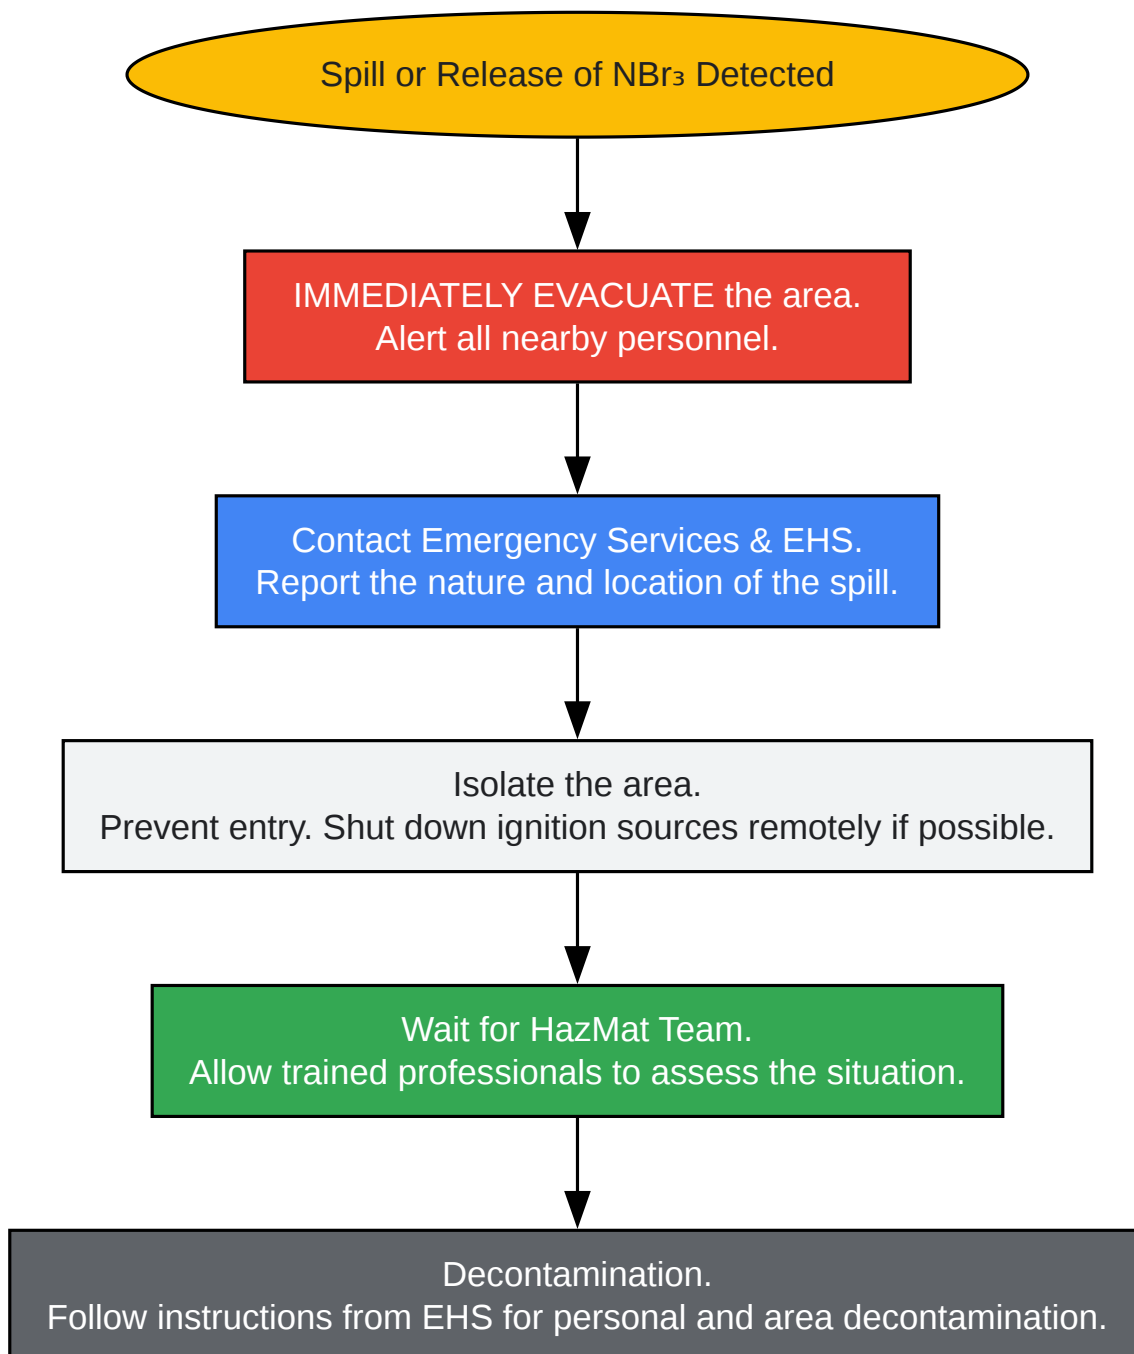 Spill or Release of NBr₃ Detected
IMMEDIATELY EVACUATE the area.
Alert all nearby personnel.
Contact Emergency Services & EHS.
Report the nature and location of the spill.
Isolate the area.
Prevent entry. Shut down ignition sources remotely if possible.
Wait for HazMat Team.
Allow trained professionals to assess the situation.
Decontamination.
Follow instructions from EHS for personal and area decontamination.